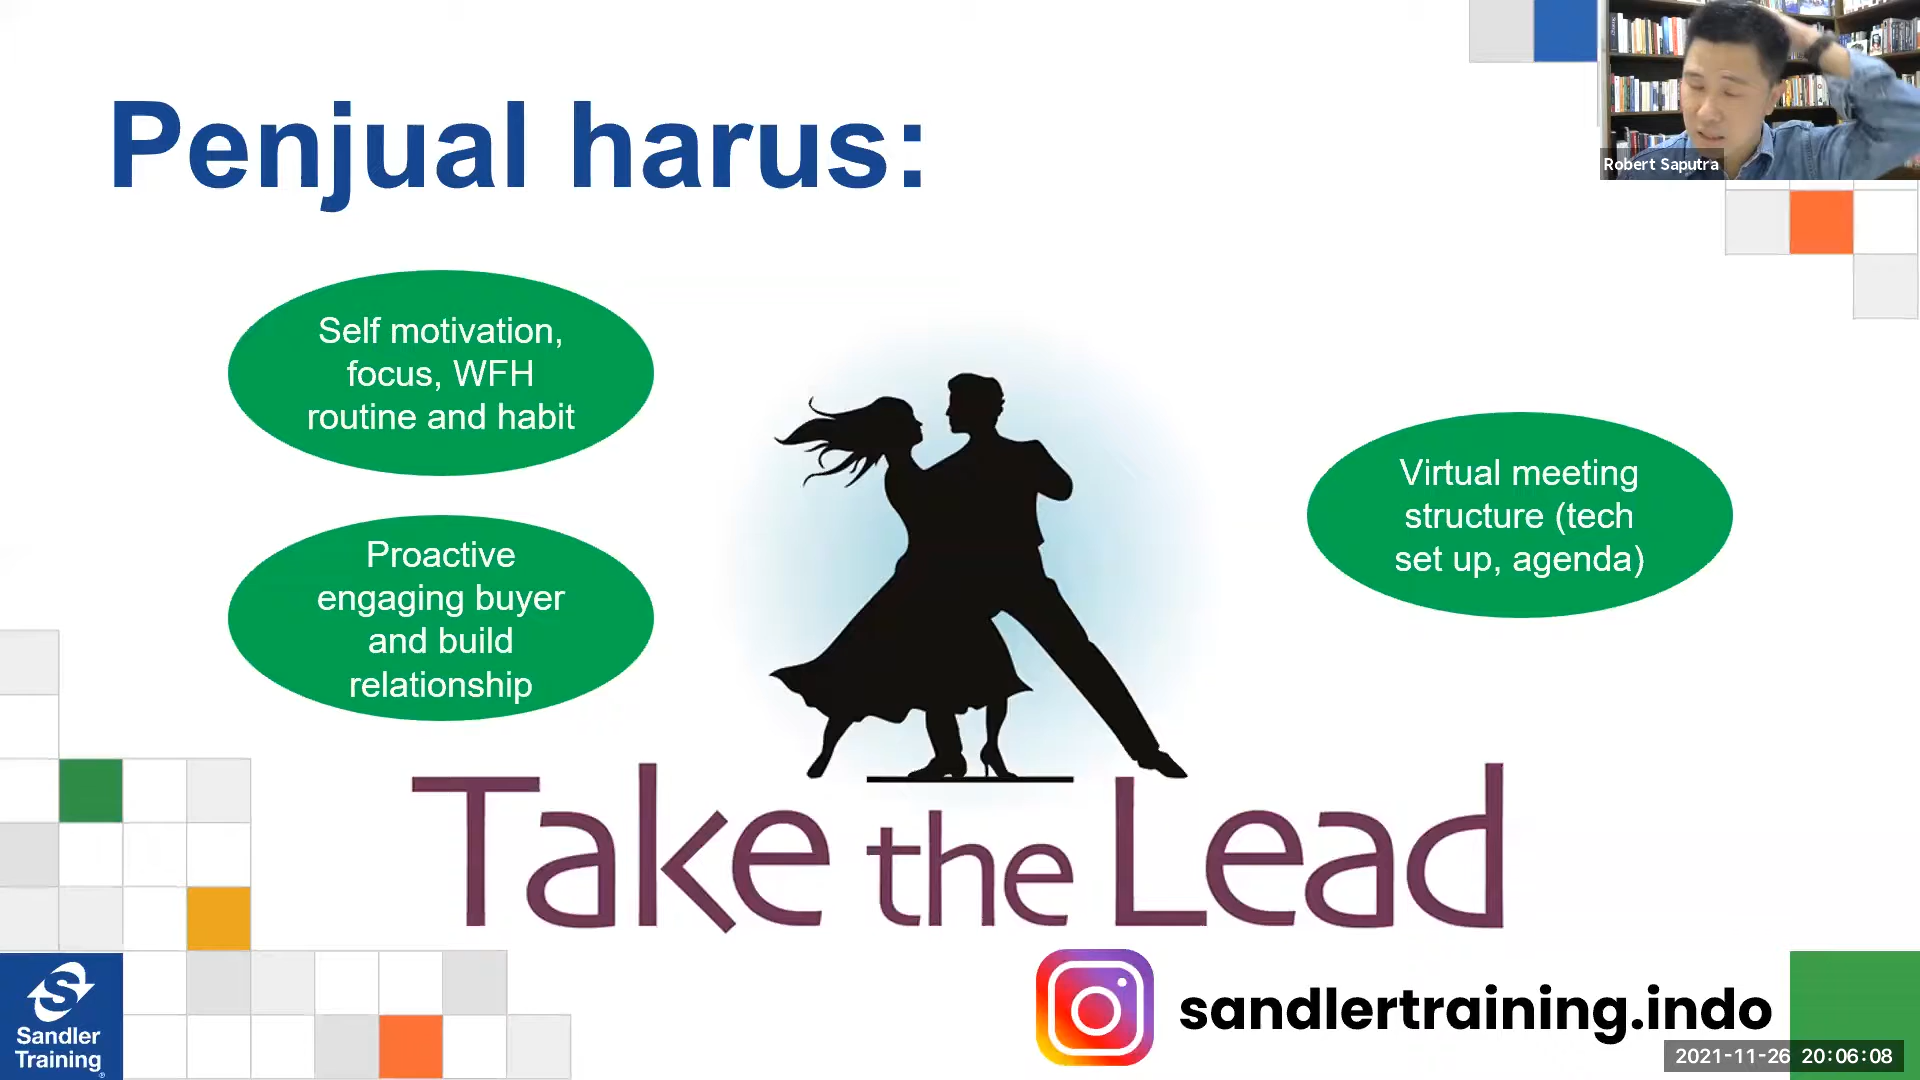 Penjual harus:
Robert Saputra
Self motivation,
focus, WFH
routine and habit
Proactive
engaging buyer
and build
relationship
Virtual meeting
structure (tech
set up, agenda)
Take the Lead
sandlertraining.indo
Sandler
Training
®
2021-11-26 20:06:08